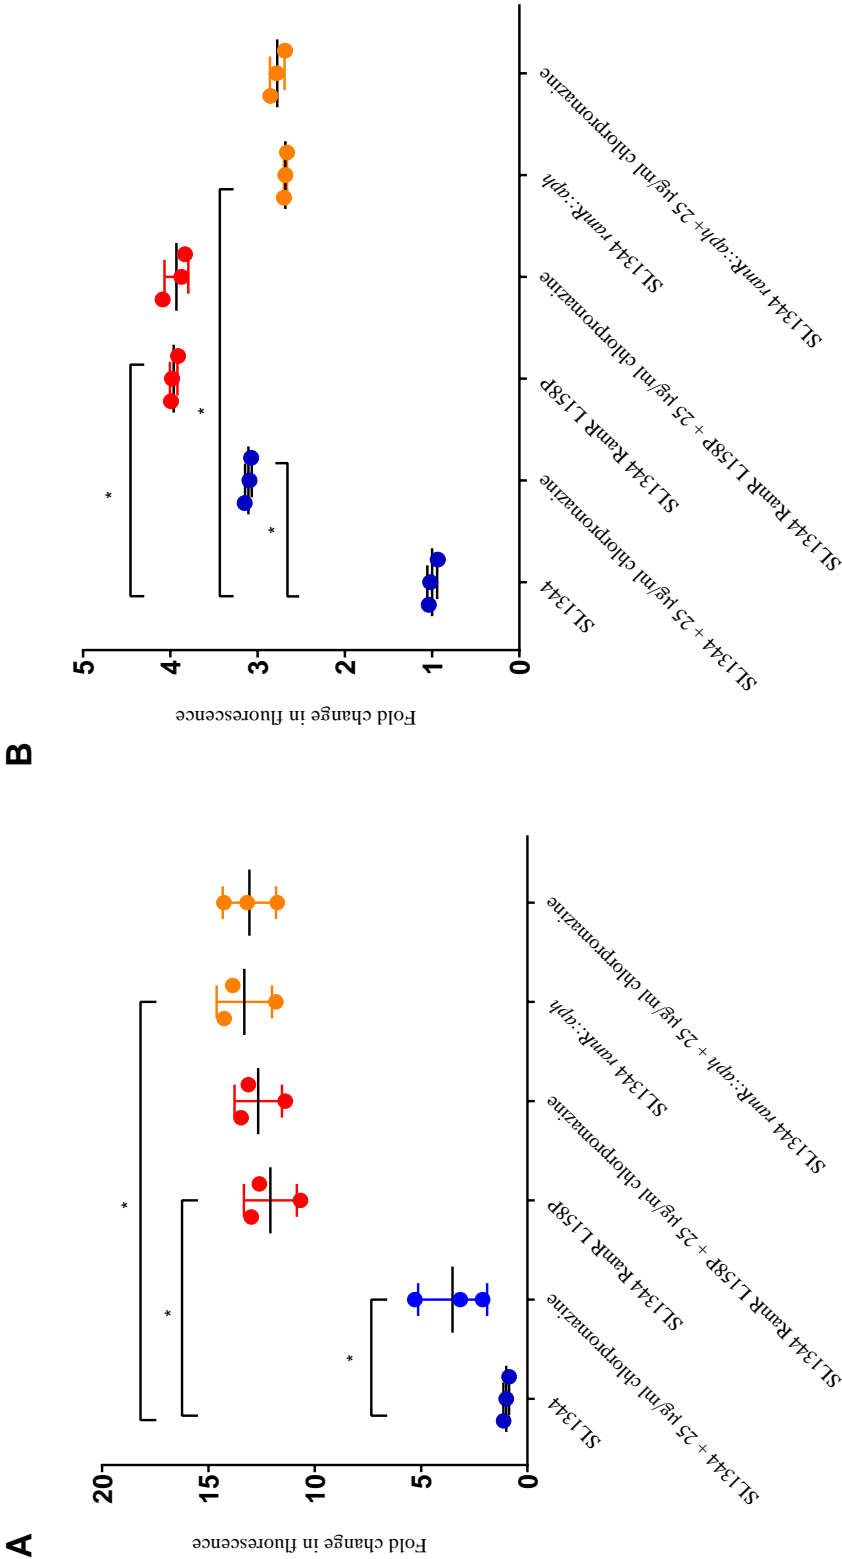 A
Fold change in fluorescence
20
15
10
5
0
*
*
*
SL1344
SL1344 + 25 µg/ml chlorpromazine
SL1344 RamR L158P
SL1344 RamR L158P + 25 µg/ml chlorpromazine
SL1344 ramR::aph
SL1344 ramR::aph + 25 µg/ml chlorpromazine
B
Fold change in fluorescence
5
4
3
2
1
0
*
*
*
SL1344
SL1344 + 25 µg/ml chlorpromazine
SL1344 RamR L158P
SL1344 RamR L158P + 25 µg/ml chlorpromazine
SL1344 ramR::aph
SL1344 ramR::aph+ 25 µg/ml chlorpromazine